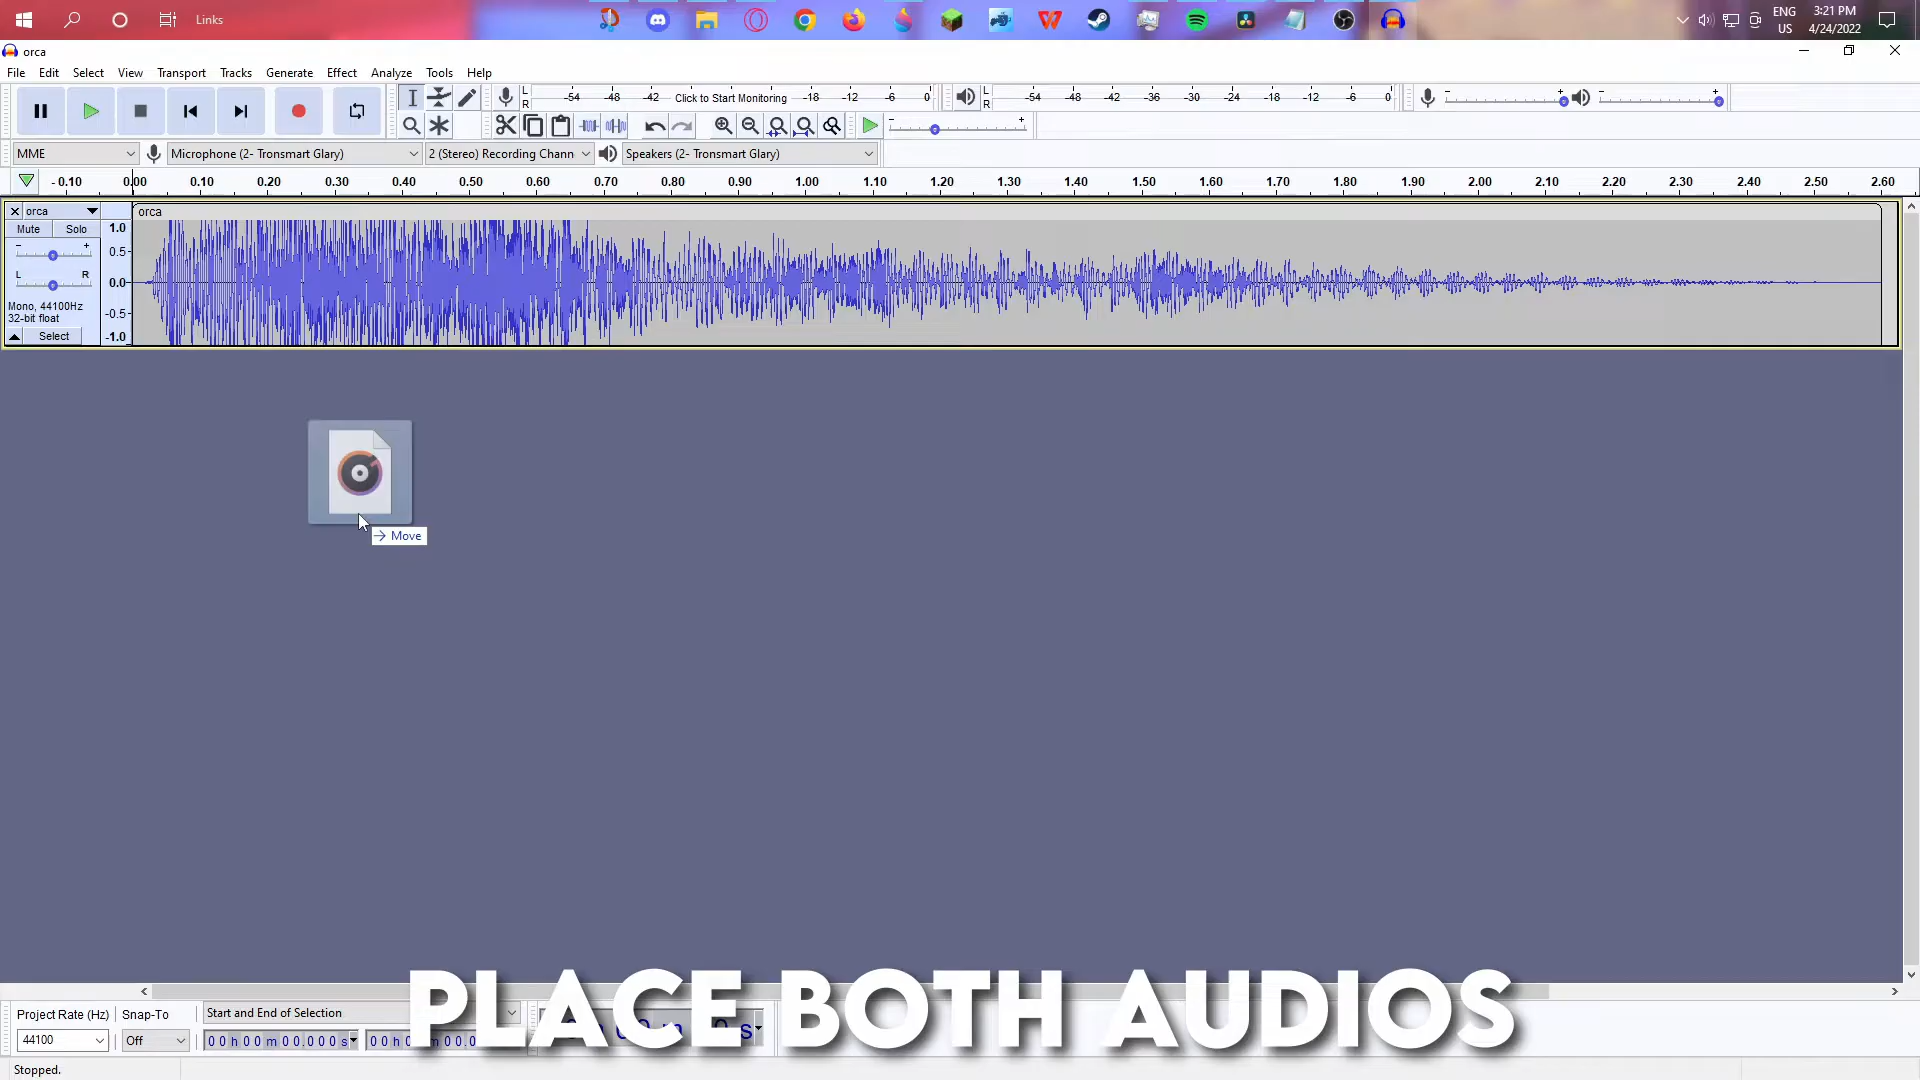 Links
ENG
US
3:21 PM
4/24/2022
orca
File Edit Select View Transport Tracks Generate Effect Analyze Tools Help
L
R
-54 -48 -42 Click to Start Monitoring -18 -12 -6 0
L
R
-54 -48 -42 -36 -30 -24 -18 -12 -6 0
MME
Microphone (2- Tronsmart Glary)
2 (Stereo) Recording Chann
Speakers (2- Tronsmart Glary)
-0.10 0.00 0.10 0.20 0.30 0.40 0.50 0.60 0.70 0.80 0.90 1.00 1.10 1.20 1.30 1.40 1.50 1.60 1.70 1.80 1.90 2.00 2.10 2.20 2.30 2.40 2.50 2.60
orca
Mute Solo
L R
Mono, 44100Hz
32-bit float
Select
1.0
0.5
0.0
-0.5
-1.0
orca
Move
PLACE BOTH AUDIOS
Project Rate (Hz) Snap-To
Start and End of Selection
44100
Off
00h00m00.000s
Stopped.